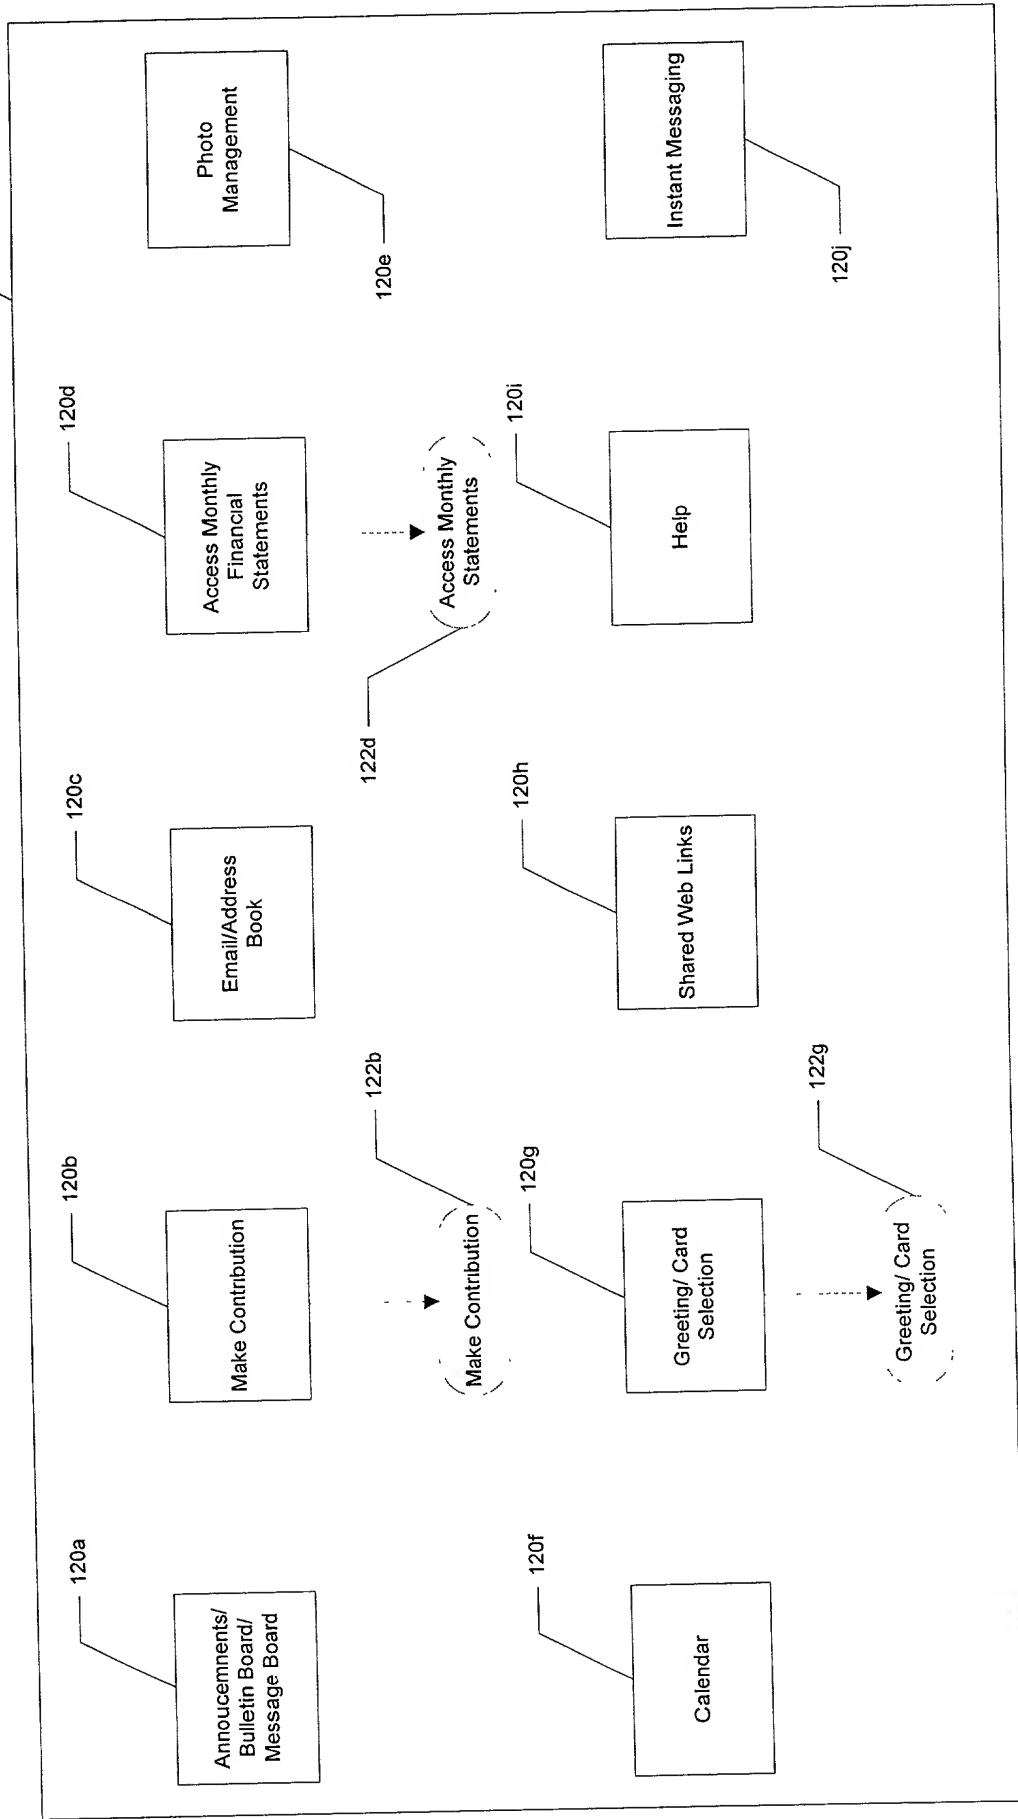 120a
Annoucemnets/
Bulletin Board/
Message Board
120b
Make Contribution
122b
Make Contribution
120c
Email/Address
Book
120d
Access Monthly
Financial
Statements
122d
Access Monthly
Statements
Photo
Management
120e
120f
Calendar
120g
Greeting/ Card
Selection
122g
Greeting/ Card
Selection
120h
Shared Web Links
120i
Help
Instant Messaging
120j